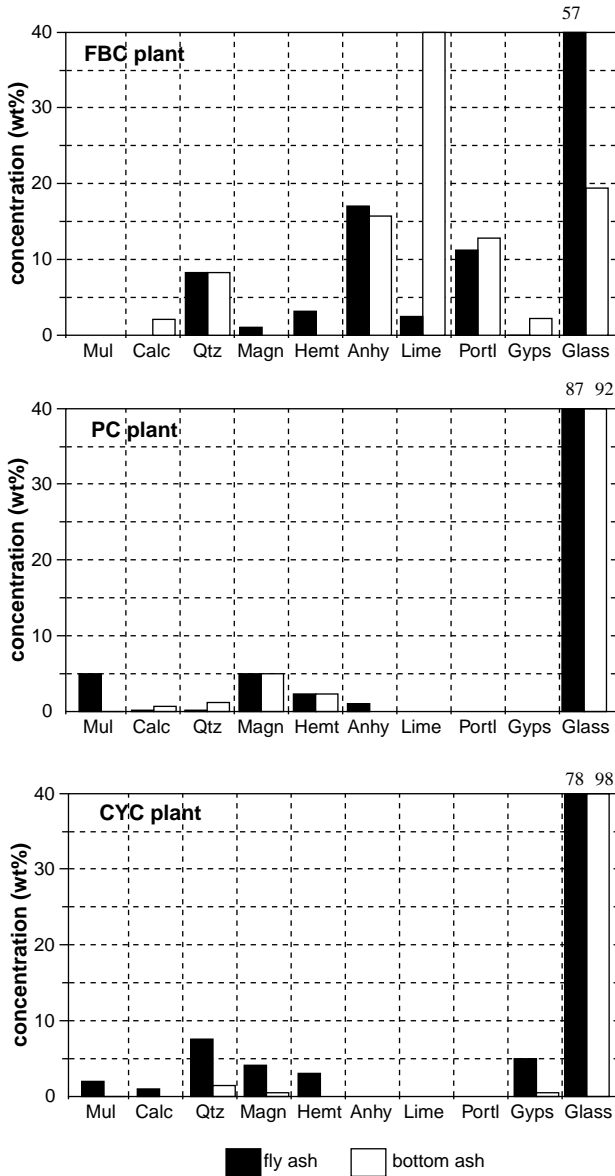 57
40
FBC plant
30
20
10
0
concentration (wt%)
Mul Calc Qtz Magn Hemt Anhy Lime Portl Gyps Glass
87 92
40
PC plant
30
20
10
0
concentration (wt%)
Mul Calc Qtz Magn Hemt Anhy Lime Portl Gyps Glass
78 98
40
CYC plant
30
20
10
0
concentration (wt%)
Mul Calc Qtz Magn Hemt Anhy Lime Portl Gyps Glass
fly ash bottom ash